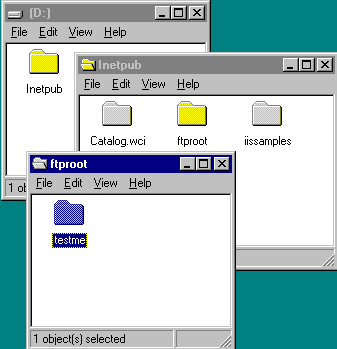 (D:)
File Edit View Help
Inetpub
1 obj
Inetpub
File Edit View Help
Catalog.wci ftproot iissamples
ftproot
File Edit View Help
testme
1 object(s) selected